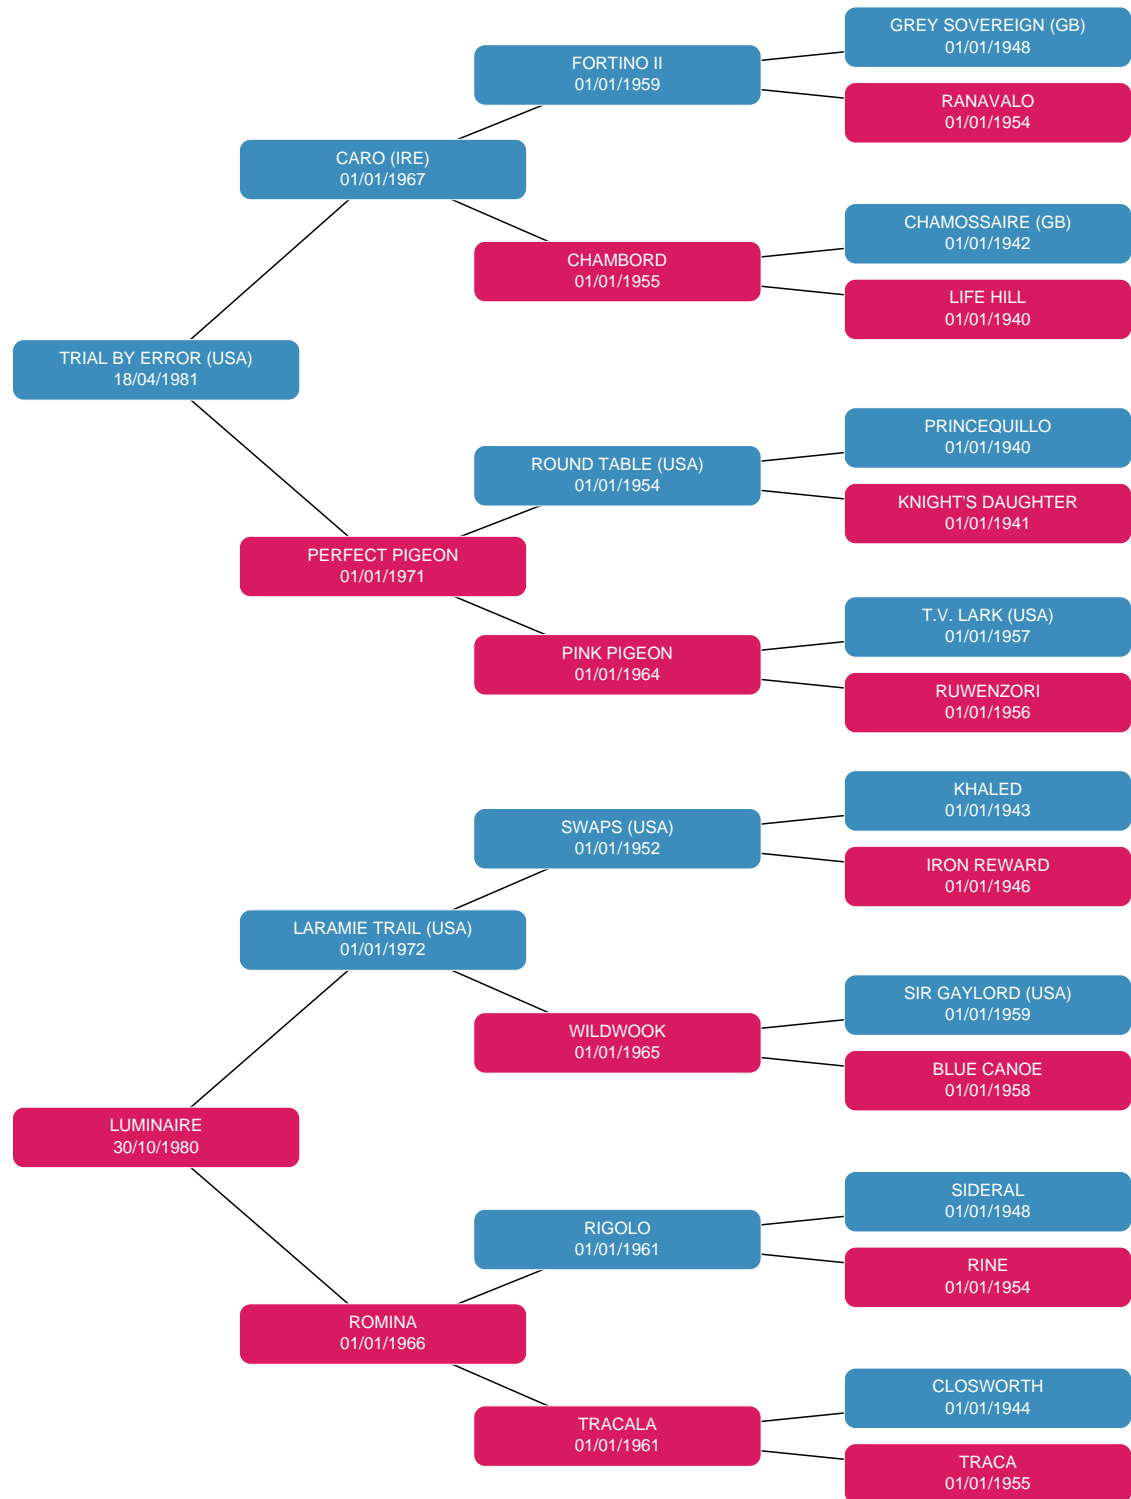 GREY SOVEREIGN (GB)
01/01/1948
FORTINO II
01/01/1959
RANAVALO
01/01/1954
CARO (IRE)
01/01/1967
CHAMOSSAIRE (GB)
01/01/1942
CHAMBORD
01/01/1955
LIFE HILL
01/01/1940
TRIAL BY ERROR (USA)
18/04/1981
PRINCEQUILLO
01/01/1940
ROUND TABLE (USA)
01/01/1954
KNIGHT'S DAUGHTER
01/01/1941
PERFECT PIGEON
01/01/1971
T.V. LARK (USA)
01/01/1957
PINK PIGEON
01/01/1964
RUWENZORI
01/01/1956
KHALED
01/01/1943
SWAPS (USA)
01/01/1952
IRON REWARD
01/01/1946
LARAMIE TRAIL (USA)
01/01/1972
SIR GAYLORD (USA)
01/01/1959
WILDWOOK
01/01/1965
BLUE CANOE
01/01/1958
LUMINAIRE
30/10/1980
SIDERAL
01/01/1948
RIGOLO
01/01/1961
RINE
01/01/1954
ROMINA
01/01/1966
CLOSWORTH
01/01/1944
TRACALA
01/01/1961
TRACA
01/01/1955